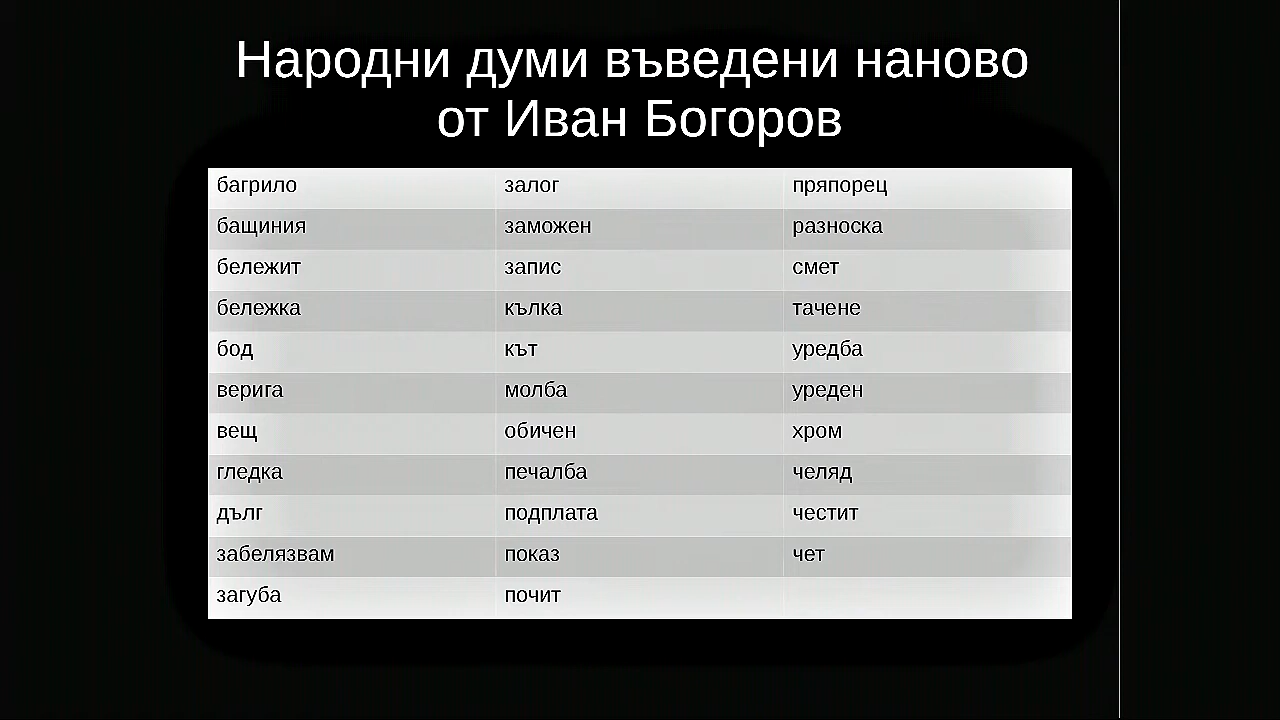 Народни думи въведени наново
от Иван Богоров
багрило залог пряпорец
бащиния заможен разноска
бележит запис смет
бележка кълка тачене
бод кът уредба
верига молба уреден
вещ обичен хром
гледка печалба челяд
дълг подплата честит
забелязвам показ чет
загуба почит